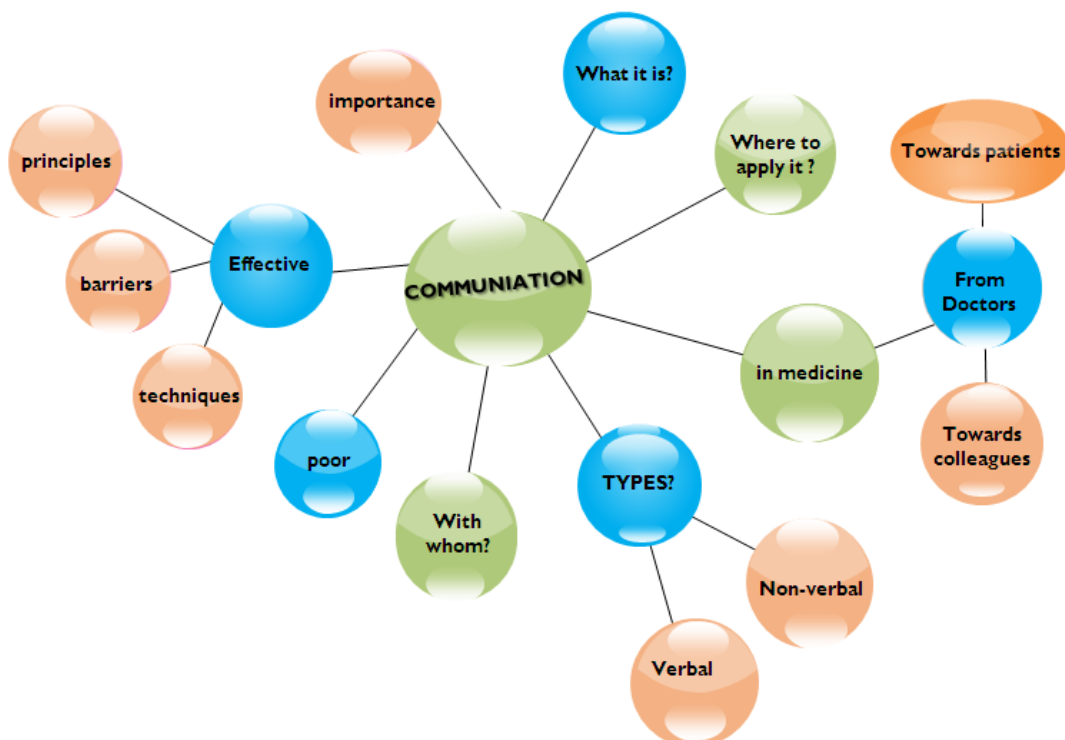 What it is?
importance
Where to
apply it ?
Towards patients
principles
Effective
barriers
COMMUNIATION
From
Doctors
in medicine
techniques
Towards
colleagues
poor
TYPES?
With
whom?
Non-verbal
Verbal